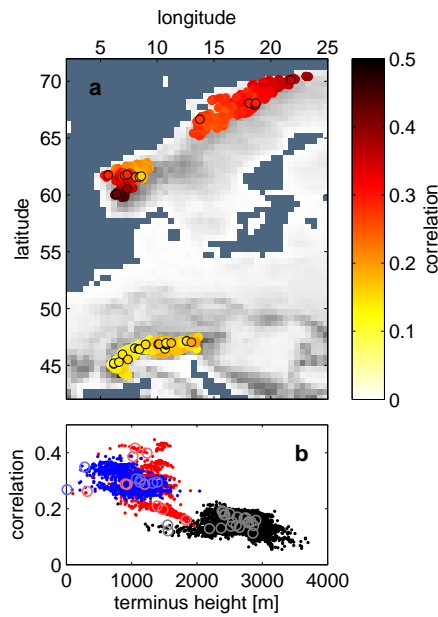 longitude
5 10 15 20 25
a
70
65
60
55
50
45
latitude
0.5
0.4
0.3
0.2
0.1
0
correlation
b
0.4
0.2
0
correlation
0 1000 2000 3000 4000
terminus height [m]